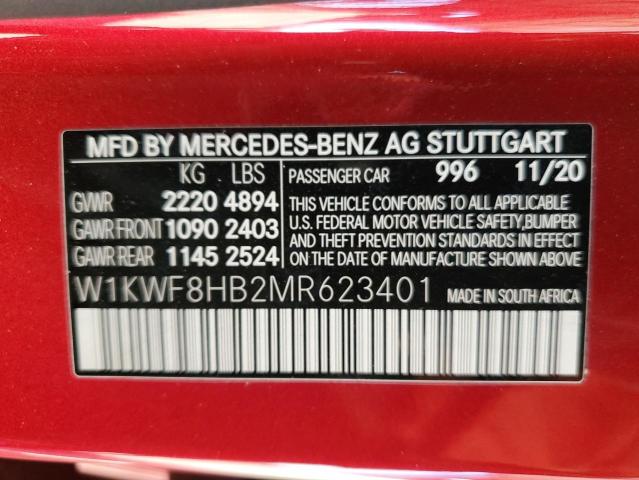 MFD BY MERCEDES-BENZ AG STUTTGART
KG LBS PASSENGER CAR 996 11/20
GVWR 2220 4894 THIS VEHICLE CONFORMS TO ALL APPLICABLE
GAWR FRONT 1090 2403 U.S. FEDERAL MOTOR VEHICLE SAFETY,BUMPER
AND THEFT PREVENTION STANDARDS IN EFFECT
GAWR REAR 1145 2524 ON THE DATE OF MANUFACTURE SHOWN ABOVE.
W1KWF8HB2MR623401 MADE IN SOUTH AFRICA